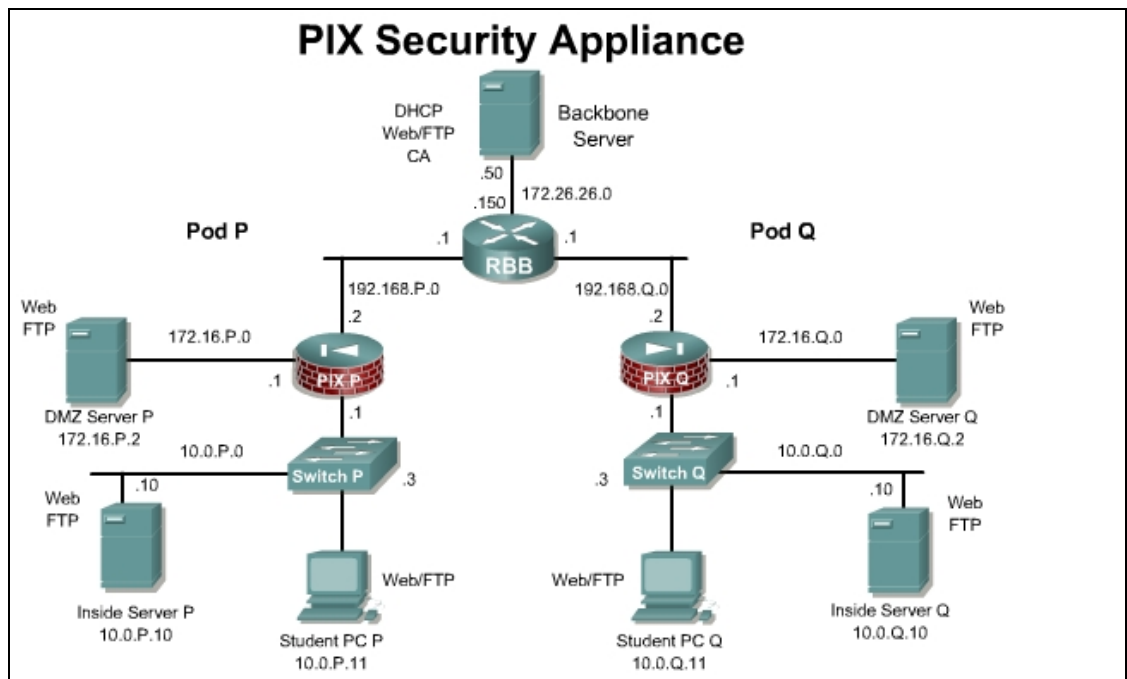 PIX Security Appliance
DHCP
Web/FTP
CA
Backbone
Server
.50
172.26.26.0
.150
Pod P
Pod Q
.1
.1
RBB
192.168.P.0
192.168.Q.0
.2
.2
Web
FTP
172.16.P.0
172.16.Q.0
Web
FTP
PIX P
PIX Q
.1
.1
DMZ Server P
172.16.P.2
.1
.1
DMZ Server Q
172.16.Q.2
10.0.P.0
Switch P
.3
.3
Switch Q
10.0.Q.0
.10
.10
Web
FTP
Web
FTP
Web/FTP
Web/FTP
Inside Server P
10.0.P.10
Student PC P
10.0.P.11
Student PC Q
10.0.Q.11
Inside Server Q
10.0.Q.10